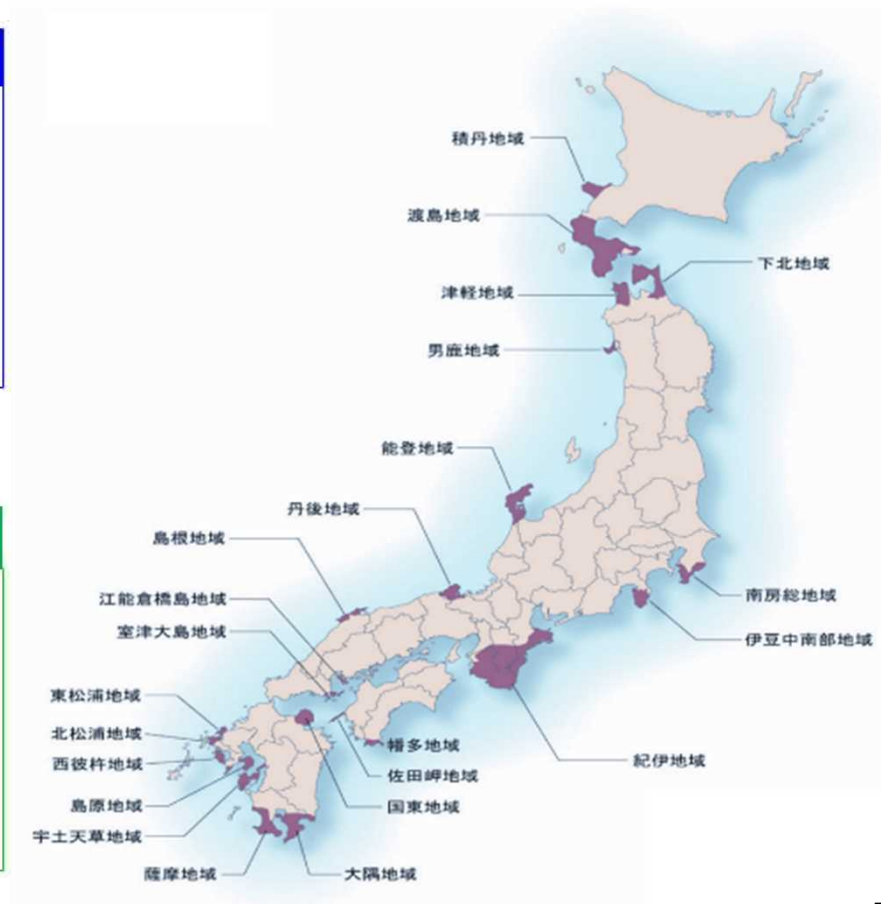 積丹地域
渡島地域
下北地域
津軽地域
男鹿地域
能登地域
丹後地域
島根地域
江能倉橋島地域
南房総地域
室津大島地域
伊豆中南部地域
東松浦地域
北松浦地域
幡多地域
西彼杵地域
紀伊地域
佐田岬地域
島原地域
国東地域
宇土天草地域
薩摩地域
大隅地域